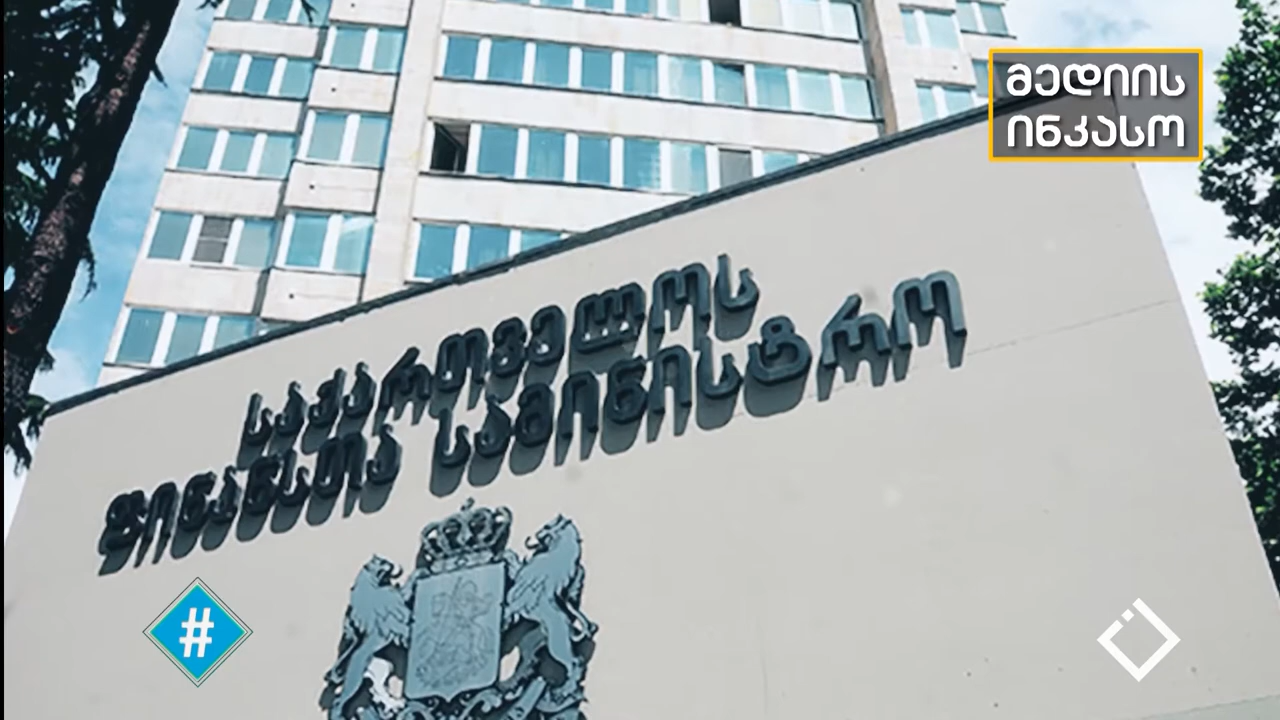 მედიის
ინკასო
საქართველოს
ფინანსთა სამინისტრო
#